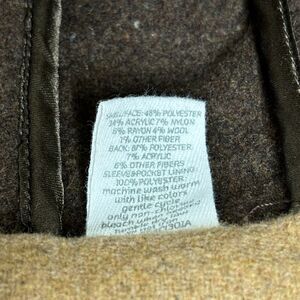 SHELL/FACE: 48% POLYESTER
34% ACRYLIC 7% NYLON
6% RAYON 4% WOOL
1% OTHER FIBER
BACK: 87% POLYESTER
7% ACRYLIC
6% OTHER FIBERS
SLEEVE&POCKET LINING:
100% POLYESTER:
machine wash warm
with like colors
gentle cycle
only non-chlorine
bleach when
tumble low